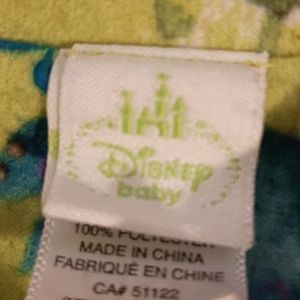 Disney
baby
100% POLYESTER
MADE IN CHINA
FABRIQUÉ EN CHINE
CA# 51122